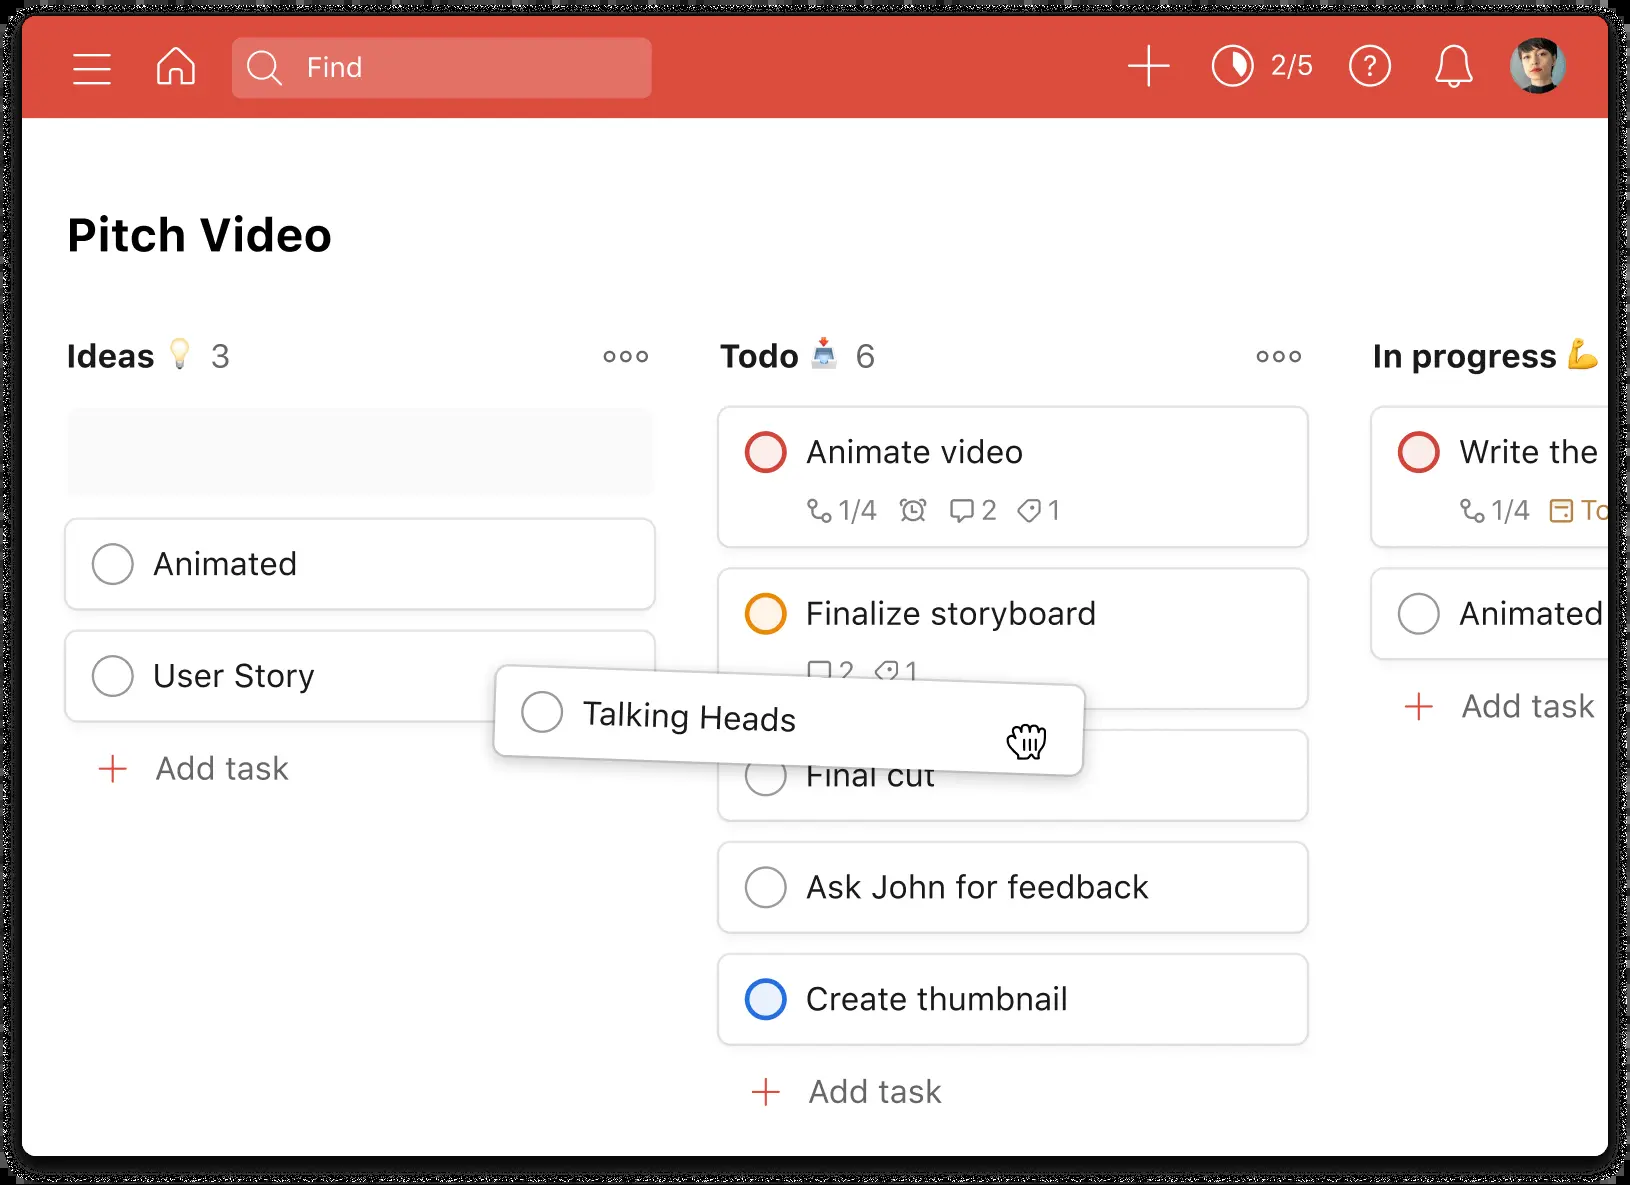 Find
2/5
?
Pitch Video
Ideas 💡 3
Animated
User Story
Add task
Todo 📥 6
Animate video
1/4 2 1
Finalize storyboard
2 1
Talking Heads
Final cut
Ask John for feedback
Create thumbnail
Add task
In progress 💪
Write the
1/4 To
Animated
Add task